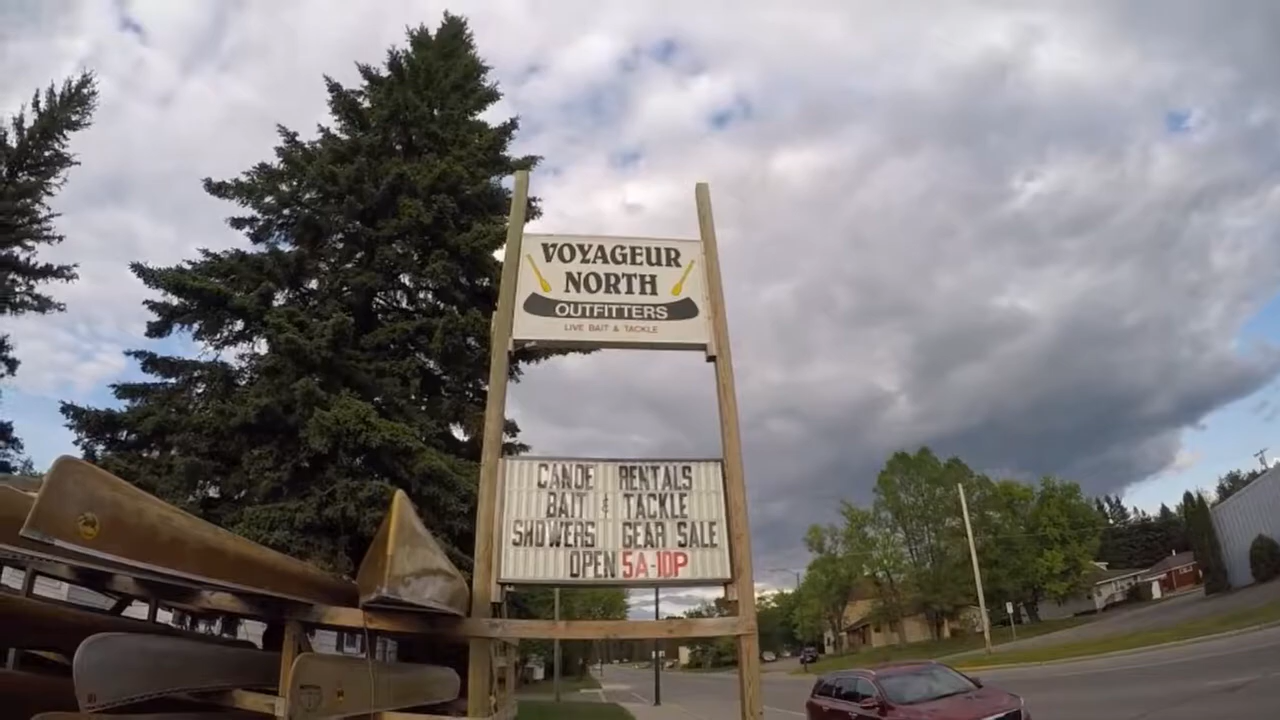 VOYAGEUR
NORTH
OUTFITTERS
LIVE BAIT & TACKLE
CANOE RENTALS
BAIT & TACKLE
SHOWERS GEAR SALE
OPEN 5A-10P